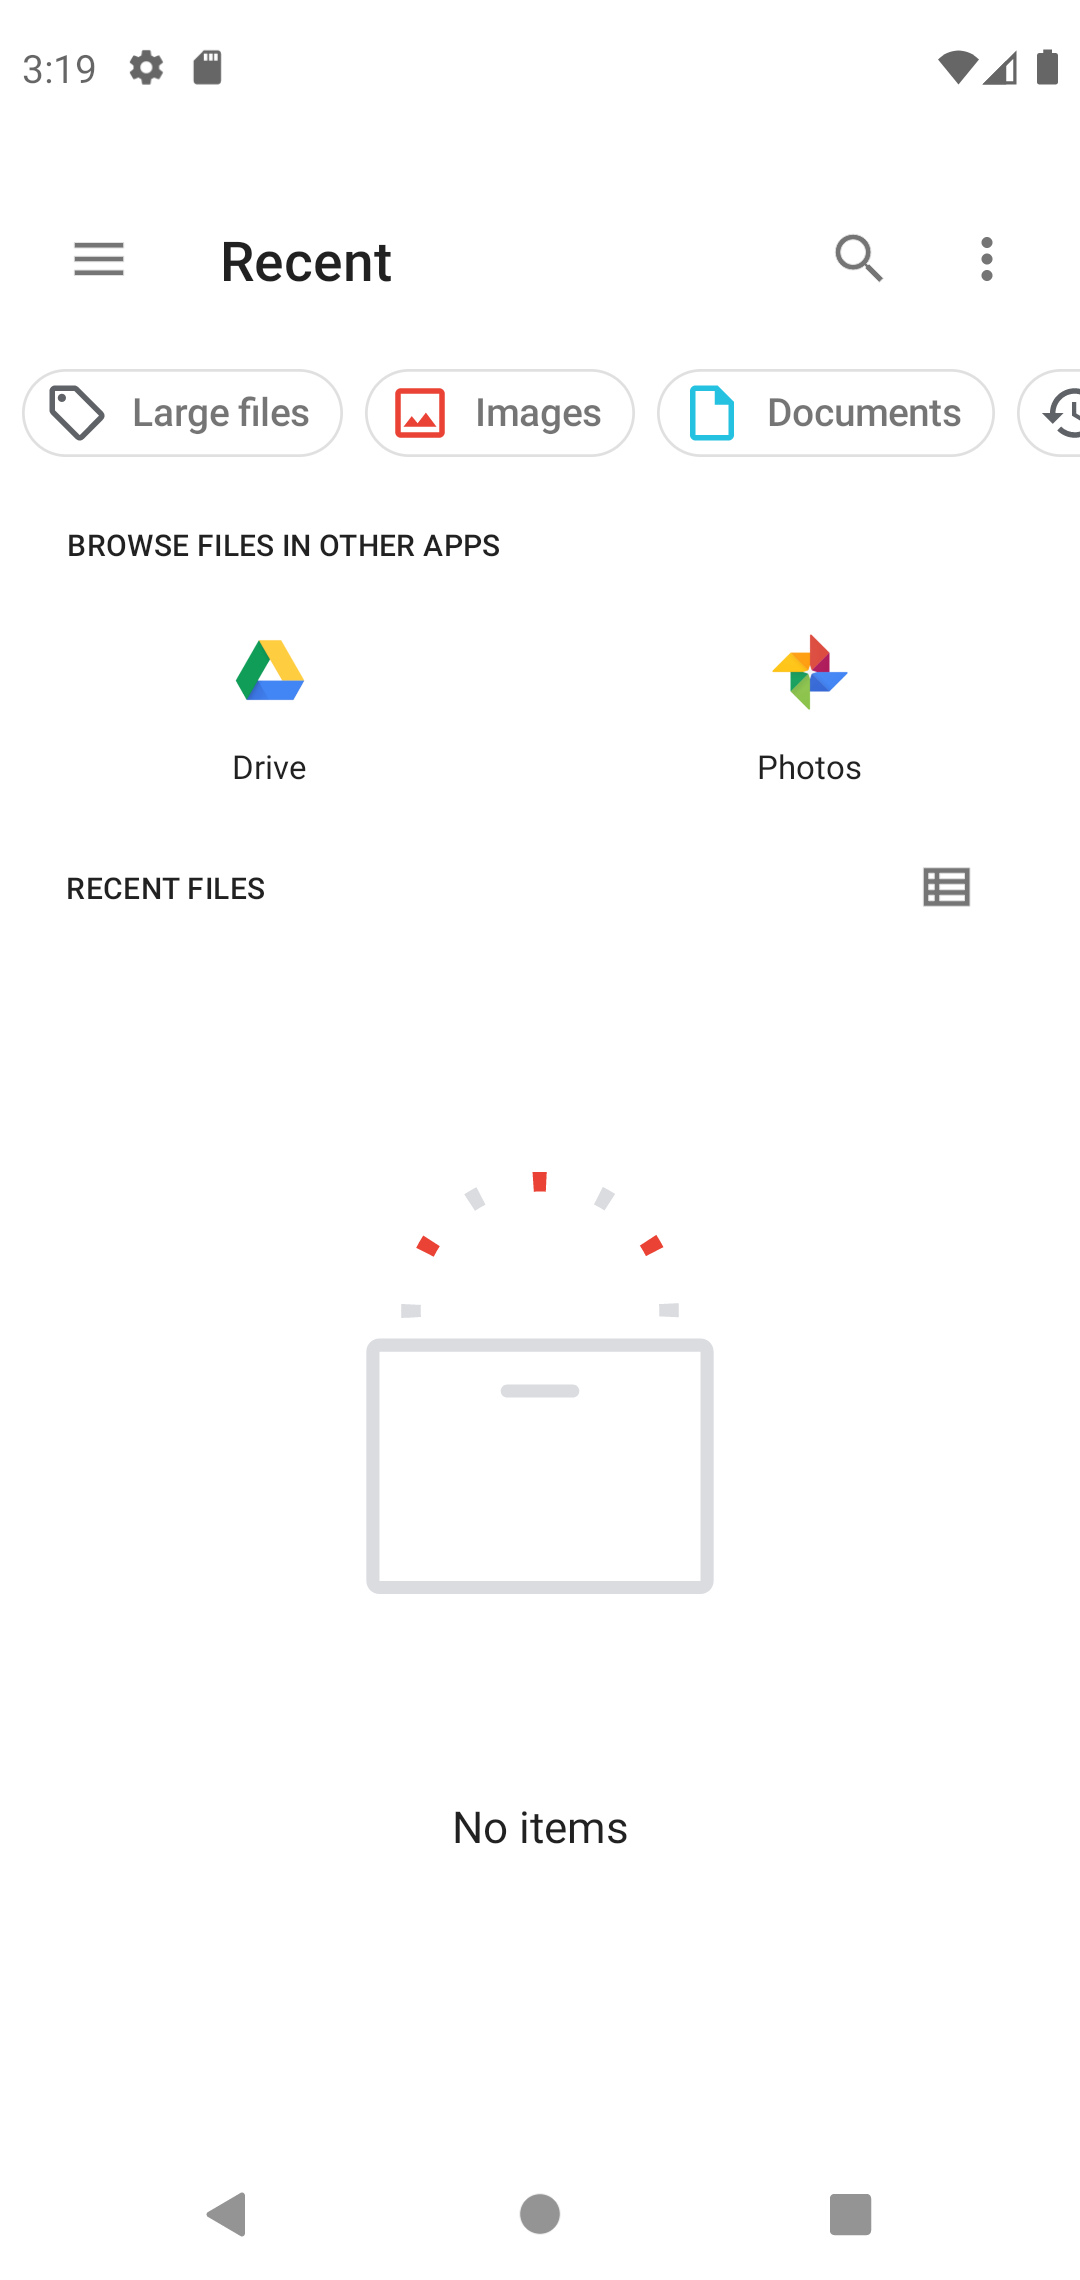 3:19
Recent
Large files
Images
Documents
BROWSE FILES IN OTHER APPS
Drive
Photos
RECENT FILES
No items